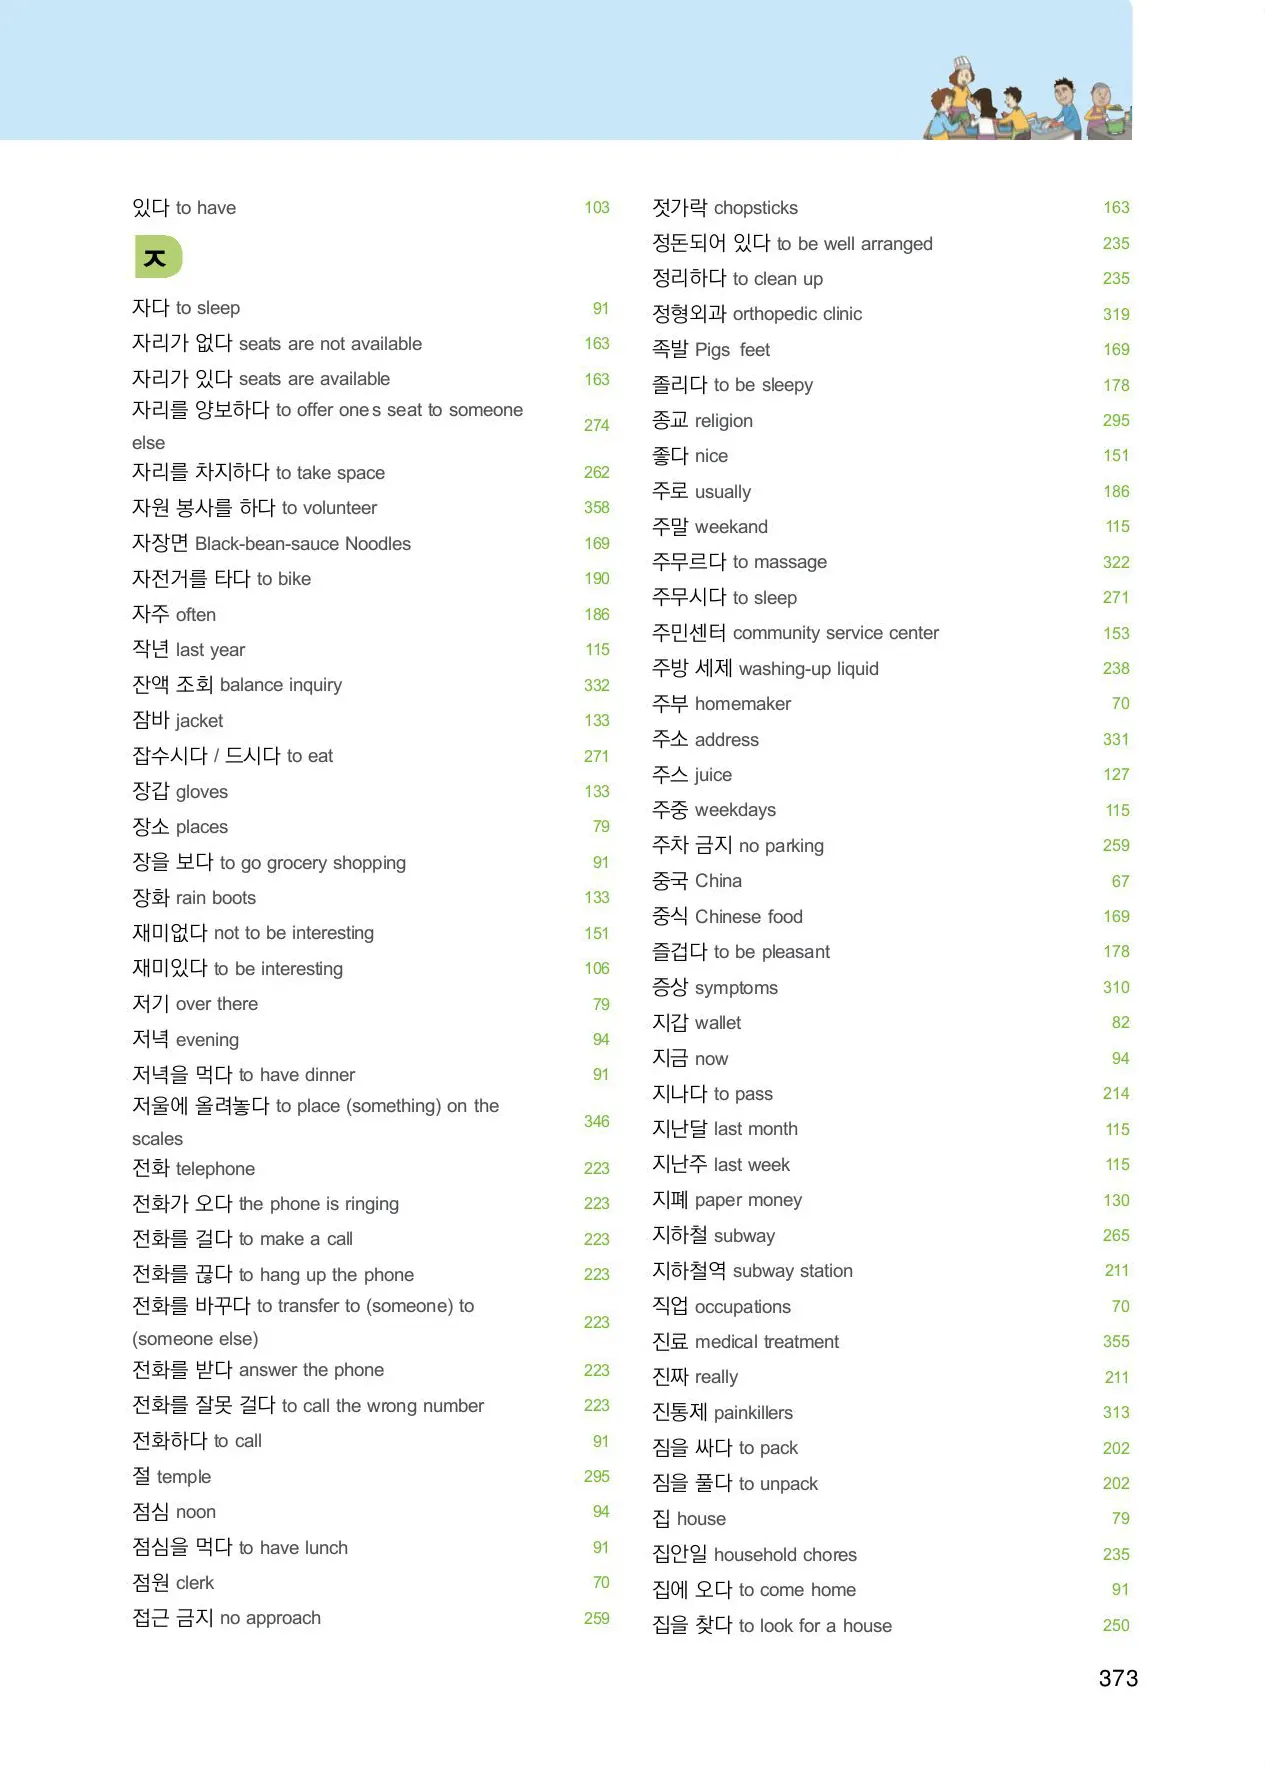 있다 to have 103
ㅈ
자다 to sleep 91
자리가 없다 seats are not available 163
자리가 있다 seats are available 163
자리를 양보하다 to offer one s seat to someone
else 274
자리를 차지하다 to take space 262
자원 봉사를 하다 to volunteer 358
자장면 Black-bean-sauce Noodles 169
자전거를 타다 to bike 190
자주 often 186
작년 last year 115
잔액 조회 balance inquiry 332
잠바 jacket 133
잡수시다 / 드시다 to eat 271
장갑 gloves 133
장소 places 79
장을 보다 to go grocery shopping 91
장화 rain boots 133
재미없다 not to be interesting 151
재미있다 to be interesting 106
저기 over there 79
저녁 evening 94
저녁을 먹다 to have dinner 91
저울에 올려놓다 to place (something) on the
scales 346
전화 telephone 223
전화가 오다 the phone is ringing 223
전화를 걸다 to make a call 223
전화를 끊다 to hang up the phone 223
전화를 바꾸다 to transfer to (someone) to
(someone else) 223
전화를 받다 answer the phone 223
전화를 잘못 걸다 to call the wrong number 223
전화하다 to call 91
절 temple 295
점심 noon 94
점심을 먹다 to have lunch 91
점원 clerk 70
접근 금지 no approach 259
젓가락 chopsticks 163
정돈되어 있다 to be well arranged 235
정리하다 to clean up 235
정형외과 orthopedic clinic 319
족발 Pigs feet 169
졸리다 to be sleepy 178
종교 religion 295
좋다 nice 151
주로 usually 186
주말 weekand 115
주무르다 to massage 322
주무시다 to sleep 271
주민센터 community service center 153
주방 세제 washing-up liquid 238
주부 homemaker 70
주소 address 331
주스 juice 127
주중 weekdays 115
주차 금지 no parking 259
중국 China 67
중식 Chinese food 169
즐겁다 to be pleasant 178
증상 symptoms 310
지갑 wallet 82
지금 now 94
지나다 to pass 214
지난달 last month 115
지난주 last week 115
지폐 paper money 130
지하철 subway 265
지하철역 subway station 211
직업 occupations 70
진료 medical treatment 355
진짜 really 211
진통제 painkillers 313
짐을 싸다 to pack 202
짐을 풀다 to unpack 202
집 house 79
집안일 household chores 235
집에 오다 to come home 91
집을 찾다 to look for a house 250
373